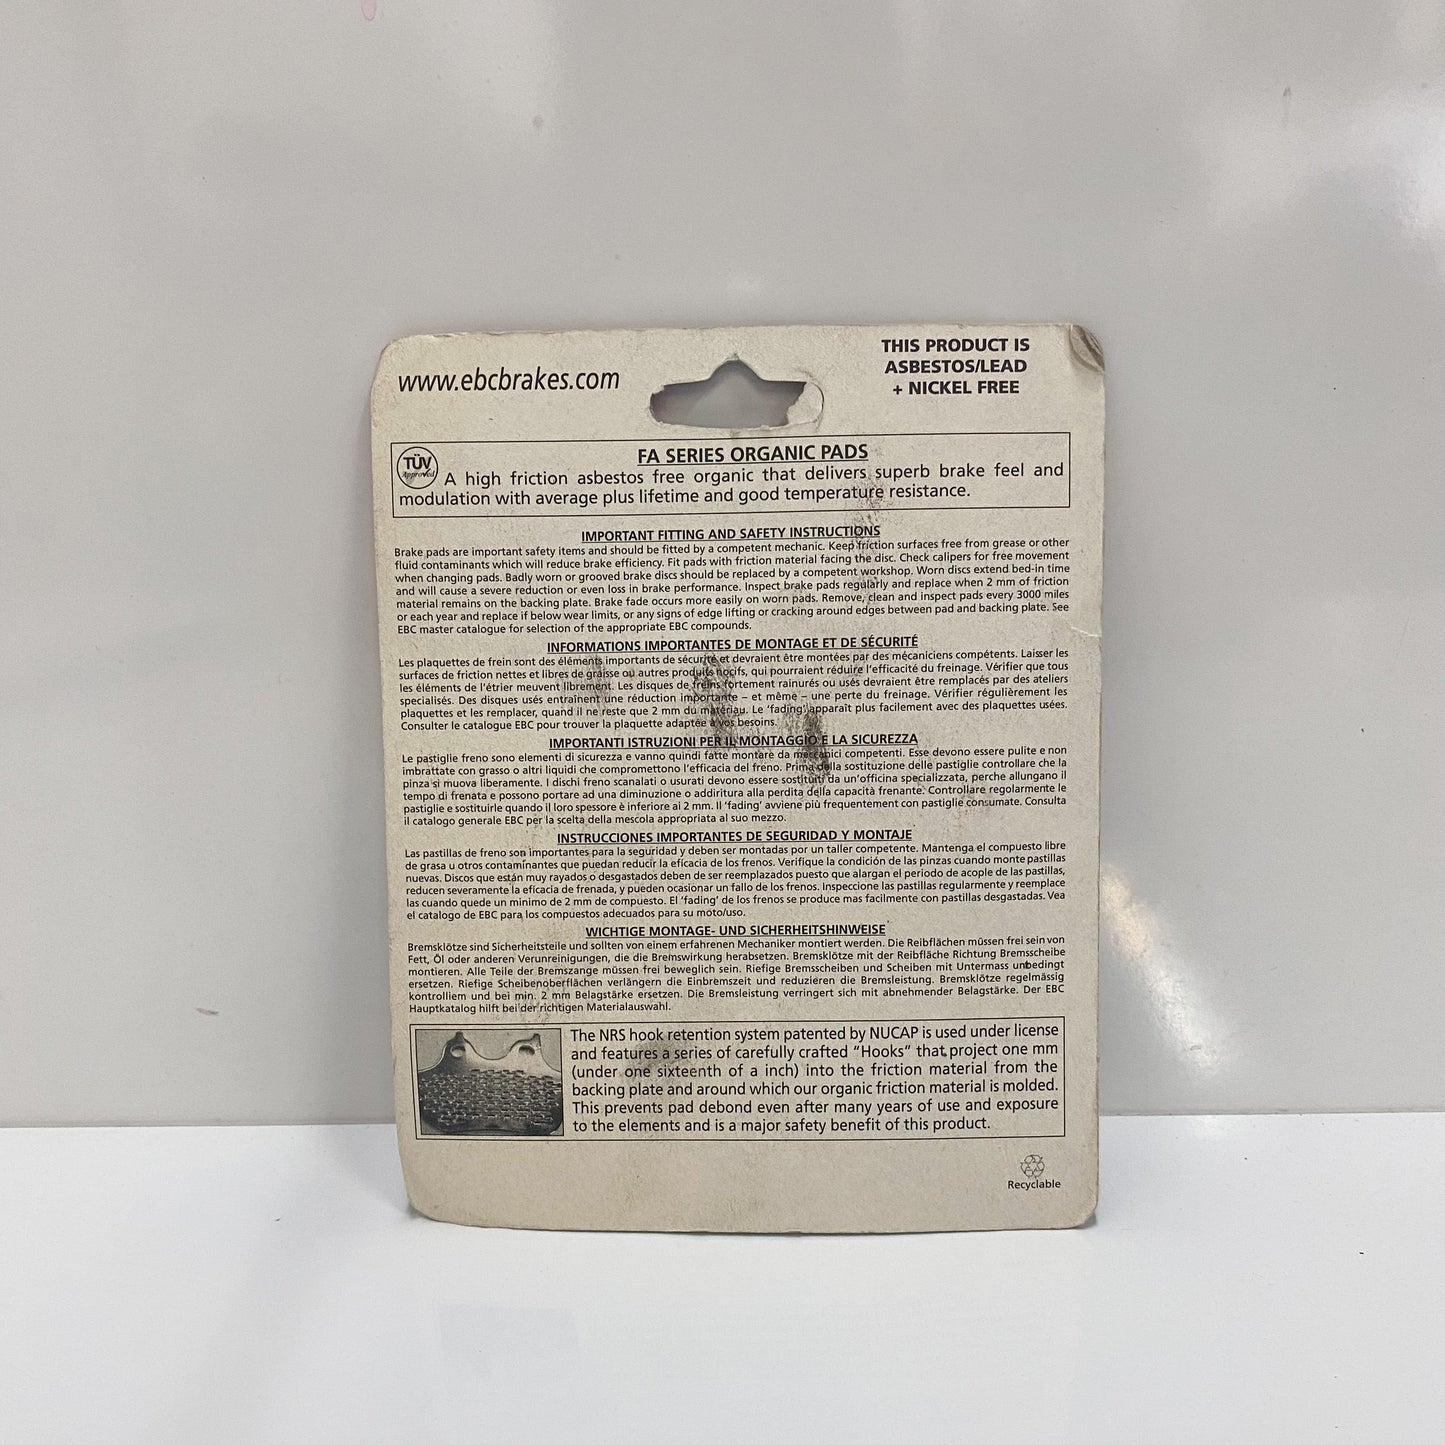 www.ebcbrakes.com
THIS PRODUCT IS
ASBESTOS/LEAD
+ NICKEL FREE
FA SERIES ORGANIC PADS
TÜV
Approved
A high friction asbestos free organic that delivers superb brake feel and
modulation with average plus lifetime and good temperature resistance.
IMPORTANT FITTING AND SAFETY INSTRUCTIONS
Brake pads are important safety items and should be fitted by a competent mechanic. Keep friction surfaces free from grease or other
fluid contaminants which will reduce brake efficiency. Fit pads with friction material facing the disc. Check calipers for free movement
when changing pads. Badly worn or grooved brake discs should be replaced by a competent workshop. Worn discs extend bed-in time
and will cause a severe reduction or even loss in brake performance. Inspect brake pads regularly and replace when 2 mm of friction
material remains on the backing plate. Brake fade occurs more easily on worn pads. Remove, clean and inspect pads every 3000 miles
or each year and replace if below wear limits, or any signs of edge lifting or cracking around edges between pad and backing plate. See
EBC master catalogue for selection of the appropriate EBC compounds.
INFORMATIONS IMPORTANTES DE MONTAGE ET DE SÉCURITÉ
Les plaquettes de frein sont des éléments importants de sécurité et devraient être montées par des mécaniciens compétents. Laisser les
surfaces de friction nettes et libres de graisse ou autres produits nocifs, qui pourraient réduire l'efficacité du freinage. Vérifier que tous
les éléments de l'étrier meuvent librement. Les disques de freins fortement rainurés ou usés devraient être remplacés par des ateliers
specialisés. Des disques usés entraînent une réduction importante – et même – une perte du freinage. Vérifier régulièrement les
plaquettes et les remplacer, quand il ne reste que 2 mm du matériau. Le 'fading' apparaît plus facilement avec des plaquettes usées.
Consulter le catalogue EBC pour trouver la plaquette adaptée à vos besoins.
IMPORTANTI ISTRUZIONI PER IL MONTAGGIO E LA SICUREZZA
Le pastiglie freno sono elementi di sicurezza e vanno quindi fatte montare da meccanici competenti. Esse devono essere pulite e non
imbrattate con grasso o altri liquidi che compromettono l'efficacia del freno. Prima della sostituzione delle pastiglie controllare che la
pinza si muova liberamente. I dischi freno scanalati o usurati devono essere sostituiti da un'officina specializzata, perche allungano il
tempo di frenata e possono portare ad una diminuzione o addiritura alla perdita della capacità frenante. Controllare regolarmente le
pastiglie e sostituirle quando il loro spessore è inferiore ai 2 mm. Il 'fading' avviene più frequentemente con pastiglie consumate. Consulta
il catalogo generale EBC per la scelta della mescola appropriata al suo mezzo.
INSTRUCCIONES IMPORTANTES DE SEGURIDAD Y MONTAJE
Las pastillas de freno son importantes para la seguridad y deben ser montadas por un taller competente. Mantenga el compuesto libre
de grasa u otros contaminantes que puedan reducir la eficacia de los frenos. Verifique la condición de las pinzas cuando monte pastillas
nuevas. Discos que están muy rayados o desgastados deben de ser reemplazados puesto que alargan el periodo de acople de las pastillas,
reducen severamente la eficacia de frenada, y pueden ocasionar un fallo de los frenos. Inspeccione las pastillas regularmente y reemplace
las cuando quede un minimo de 2 mm de compuesto. El 'fading' de los frenos se produce mas facilmente con pastillas desgastadas. Vea
el catalogo de EBC para los compuestos adecuados para su moto/uso.
WICHTIGE MONTAGE- UND SICHERHEITSHINWEISE
Bremsklötze sind Sicherheitsteile und sollten von einem erfahrenen Mechaniker montiert werden. Die Reibflächen müssen frei sein von
Fett, Öl oder anderen Verunreinigungen, die die Bremswirkung herabsetzen. Bremsklötze mit der Reibfläche Richtung Bremsscheibe
montieren. Alle Teile der Bremszange müssen frei beweglich sein. Riefige Bremsscheiben und Scheiben mit Untermass unbedingt
ersetzen. Riefige Scheibenoberflächen verlängern die Einbremszeit und reduzieren die Bremsleistung. Bremsklötze regelmässig
kontrolliem und bei min. 2 mm Belagstärke ersetzen. Die Bremsleistung verringert sich mit abnehmender Belagstärke. Der EBC
Hauptkatalog hilft bei der richtigen Materialauswahl.
The NRS hook retention system patented by NUCAP is used under license
and features a series of carefully crafted "Hooks" that project one mm
(under one sixteenth of a inch) into the friction material from the
backing plate and around which our organic friction material is molded.
This prevents pad debond even after many years of use and exposure
to the elements and is a major safety benefit of this product.
Recyclable